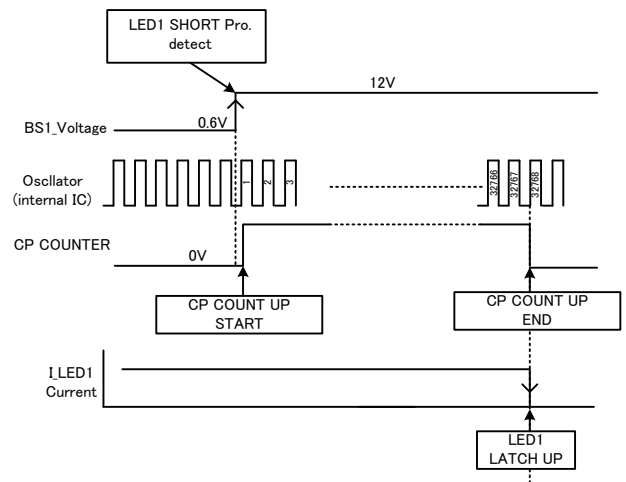 LED1 SHORT Pro.
detect
12V
BS1_Voltage
0.6V
Oscllator
(internal IC)
1
2
3
32766
32767
32768
CP COUNTER
0V
CP COUNT UP
START
CP COUNT UP
END
I_LED1
Current
LED1
LATCH UP